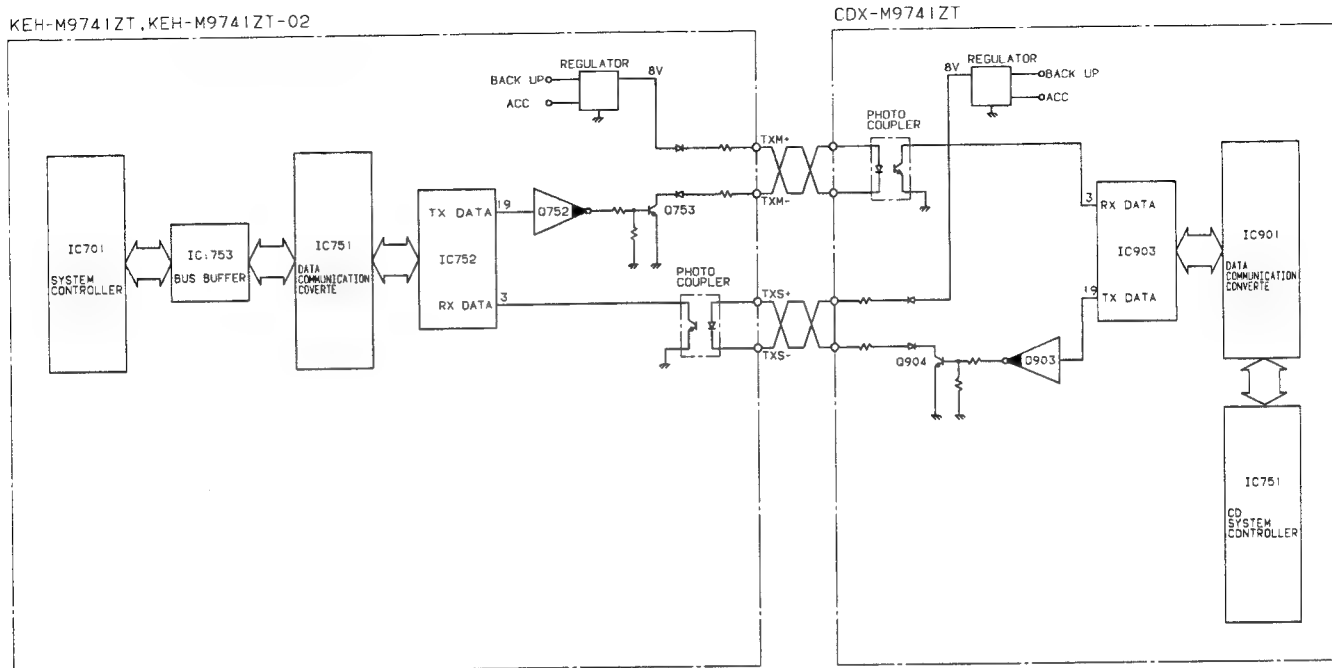 KEH-M9741ZT, KEH-M9741ZT-02
CDX-M9741ZT
REGULATOR
BACK UP
ACC
8V
REGULATOR
8V
BACK UP
ACC
PHOTO
COUPLER
TXM+
TXM-
IC701
SYSTEM
CONTROLLER
IC753
BUS BUFFER
IC751
DATA
COMMUNICATION
COVERTE
TX DATA
19
IC752
RX DATA
3
Q752
Q753
PHOTO
COUPLER
TXS+
TXS-
3
RX DATA
IC903
19
TX DATA
Q904
Q903
IC901
DATA
COMMUNICATION
CONVERTE
IC751
CD
SYSTEM
CONTROLLER